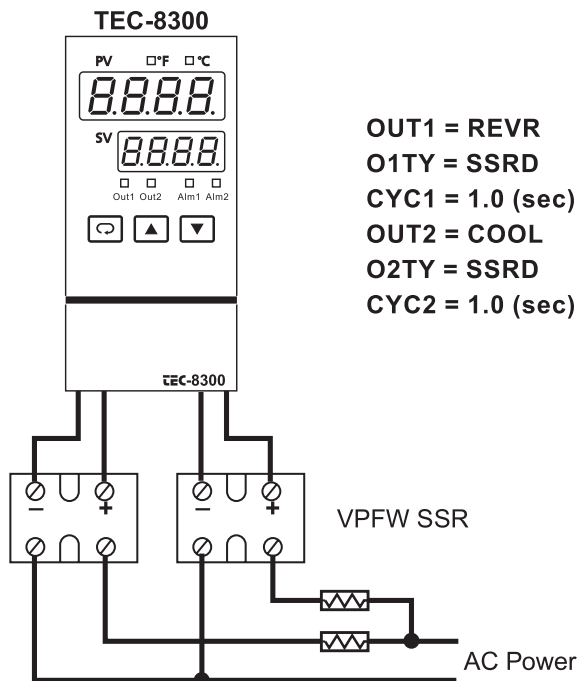 TEC-8300
PV °F °C
8.8.8.8.
SV 8.8.8.8.
Out1 Out2 Alm1 Alm2
TEC-8300
OUT1 = REVR
O1TY = SSRD
CYC1 = 1.0 (sec)
OUT2 = COOL
O2TY = SSRD
CYC2 = 1.0 (sec)
– + – +
VPFW SSR
AC Power